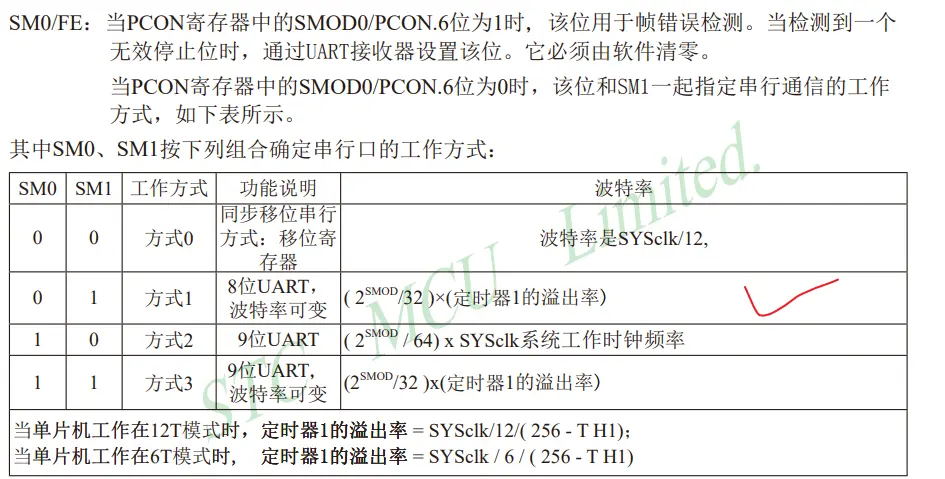 SM0/FE：当PCON寄存器中的SMOD0/PCON.6位为1时，该位用于帧错误检测。当检测到一个
无效停止位时，通过UART接收器设置该位。它必须由软件清零。
当PCON寄存器中的SMOD0/PCON.6位为0时，该位和SM1一起指定串行通信的工作
方式，如下表所示。
其中SM0、SM1按下列组合确定串行口的工作方式：
SM0 SM1 工作方式 功能说明 波特率
0 0 方式0 同步移位串行方式：移位寄存器 波特率是SYSclk/12,
0 1 方式1 8位UART，波特率可变 ( 2^SMOD/32 )×(定时器1的溢出率)
1 0 方式2 9位UART ( 2^SMOD / 64) x SYSclk系统工作时钟频率
1 1 方式3 9位UART，波特率可变 (2^SMOD/32 )x(定时器1的溢出率)
当单片机工作在12T模式时，定时器1的溢出率 = SYSclk/12/( 256 - T H1)；
当单片机工作在6T模式时， 定时器1的溢出率 = SYSclk / 6 / ( 256 - T H1)
STC MCU Limited.